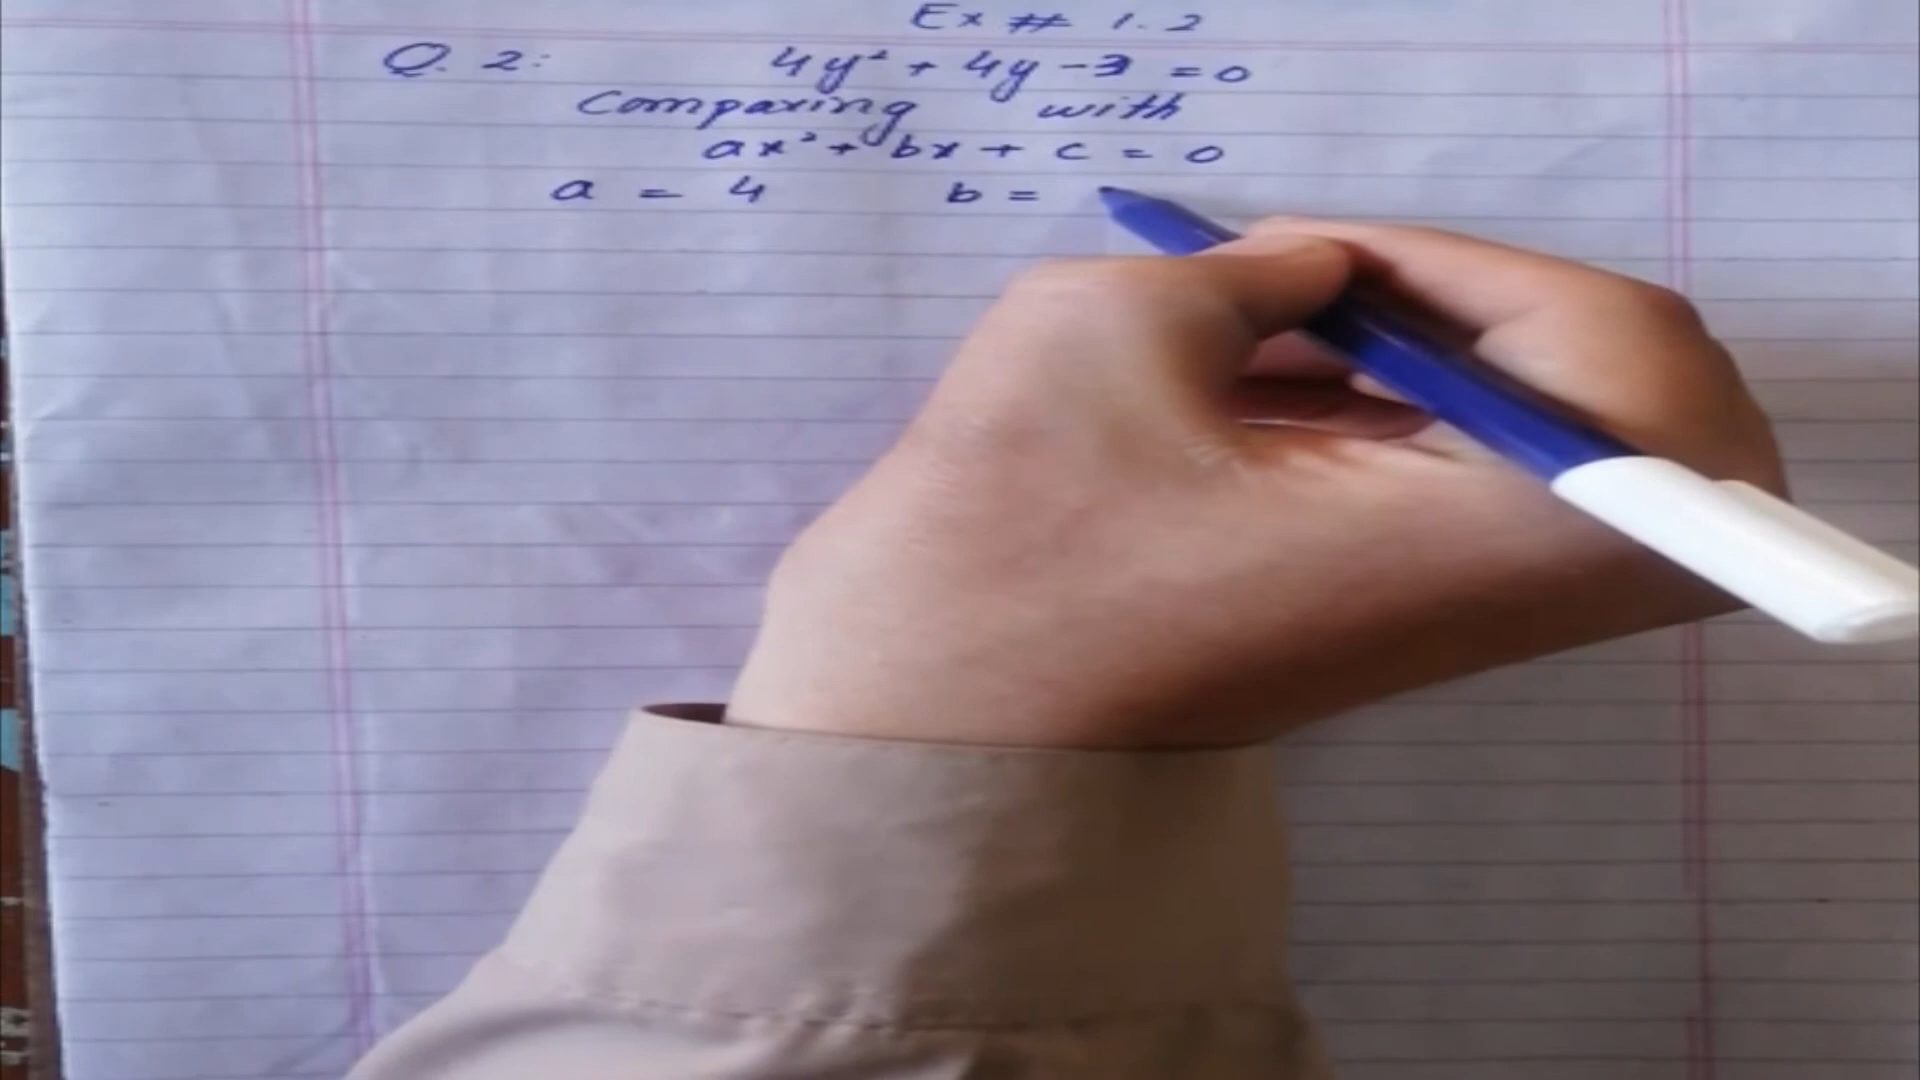 Ex # 1.2
Q. 2: 4y² + 4y - 3 = 0
Comparing with
ax² + bx + c = 0
a = 4 b =